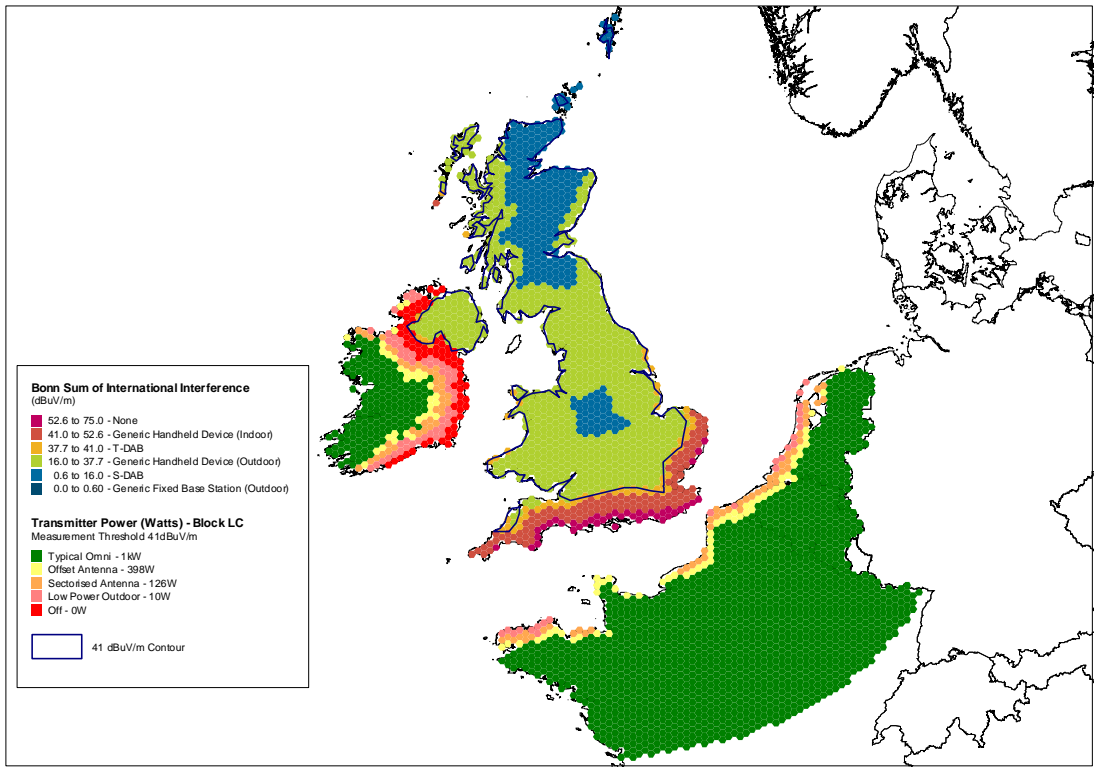 Bonn Sum of International Interference
(dBuV/m)
52.6 to 75.0 - None
41.0 to 52.6 - Generic Handheld Device (Indoor)
37.7 to 41.0 - T-DAB
16.0 to 37.7 - Generic Handheld Device (Outdoor)
0.6 to 16.0 - S-DAB
0.0 to 0.60 - Generic Fixed Base Station (Outdoor)
Transmitter Power (Watts) - Block LC
Measurement Threshold 41dBuV/m
Typical Omni - 1kW
Offset Antenna - 398W
Sectorised Antenna - 126W
Low Power Outdoor - 10W
Off - 0W
41 dBuV/m Contour